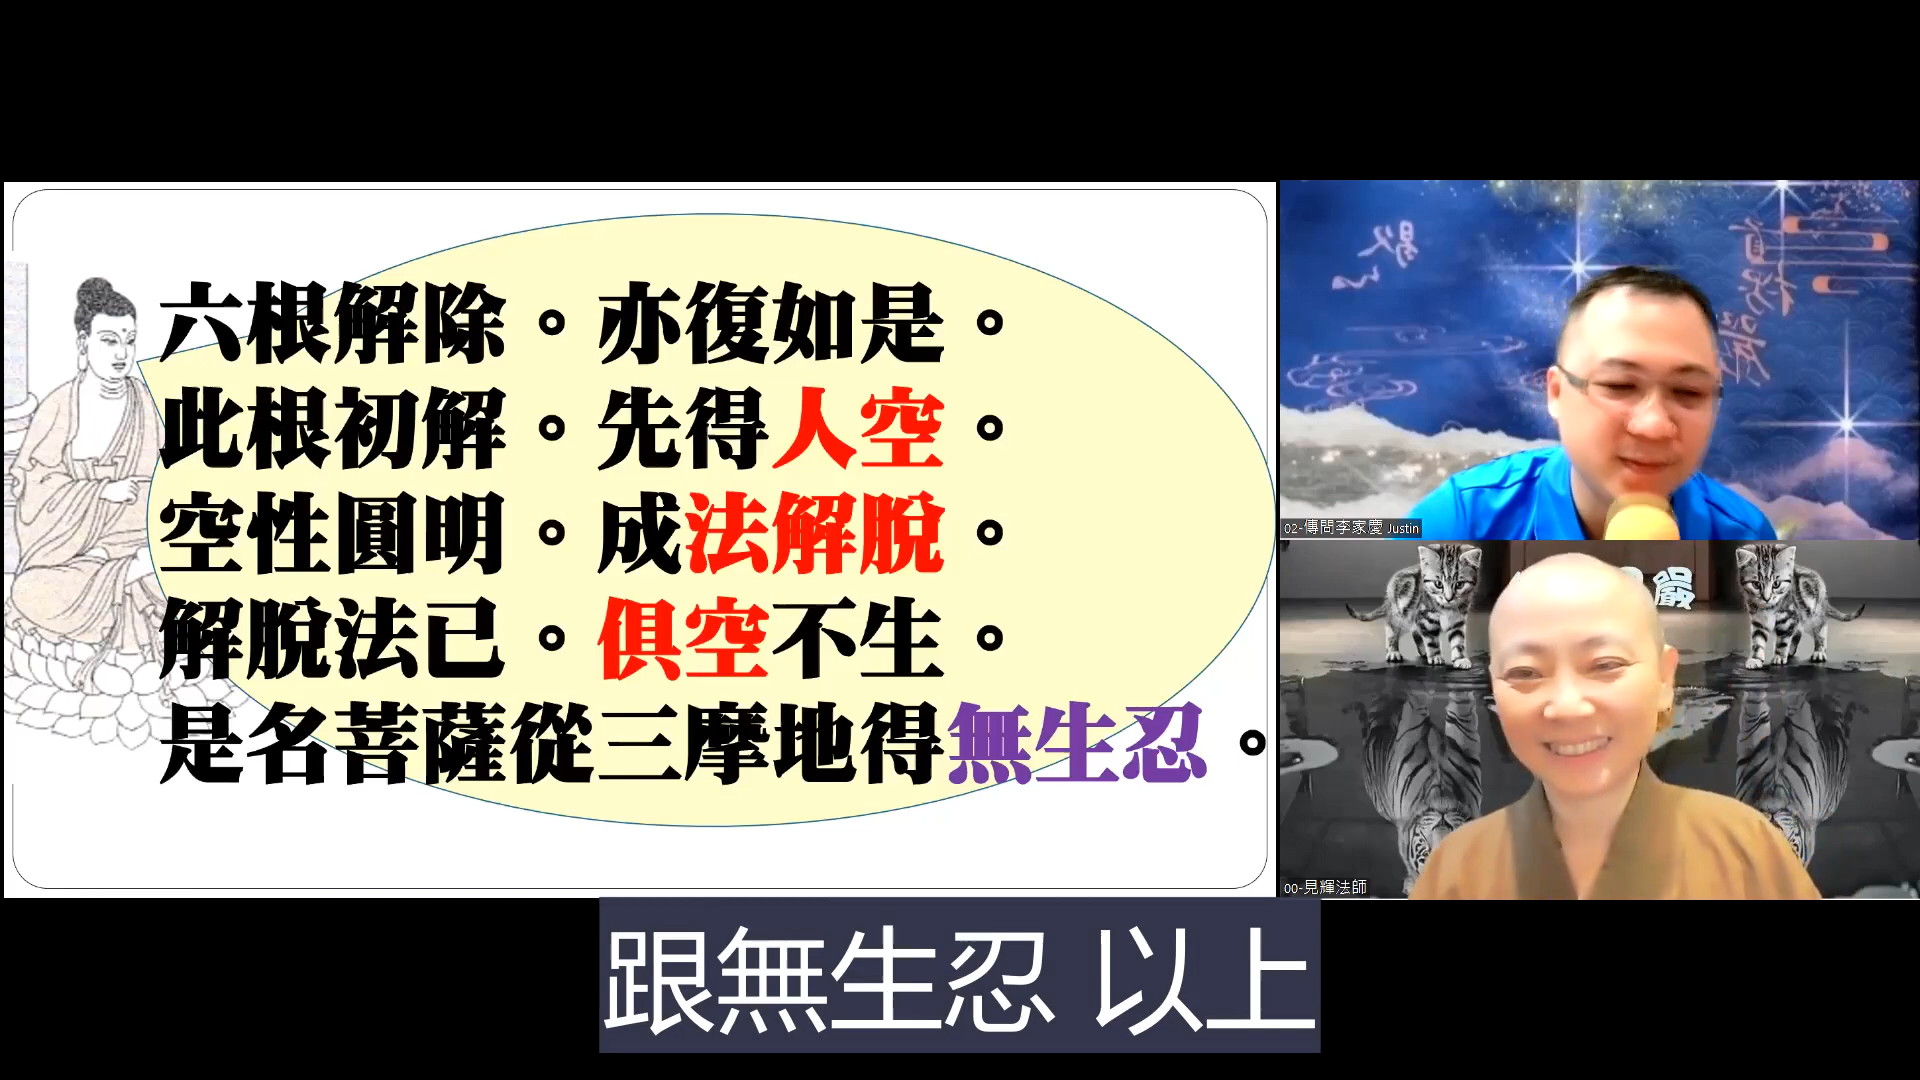 六根解除。亦復如是。
此根初解。先得人空。
空性圓明。成法解脫。
解脫法已。俱空不生。
是名菩薩從三摩地得無生忍。
02-傳問李家慶 Justin
嚴
00-見輝法師
跟無生忍 以上